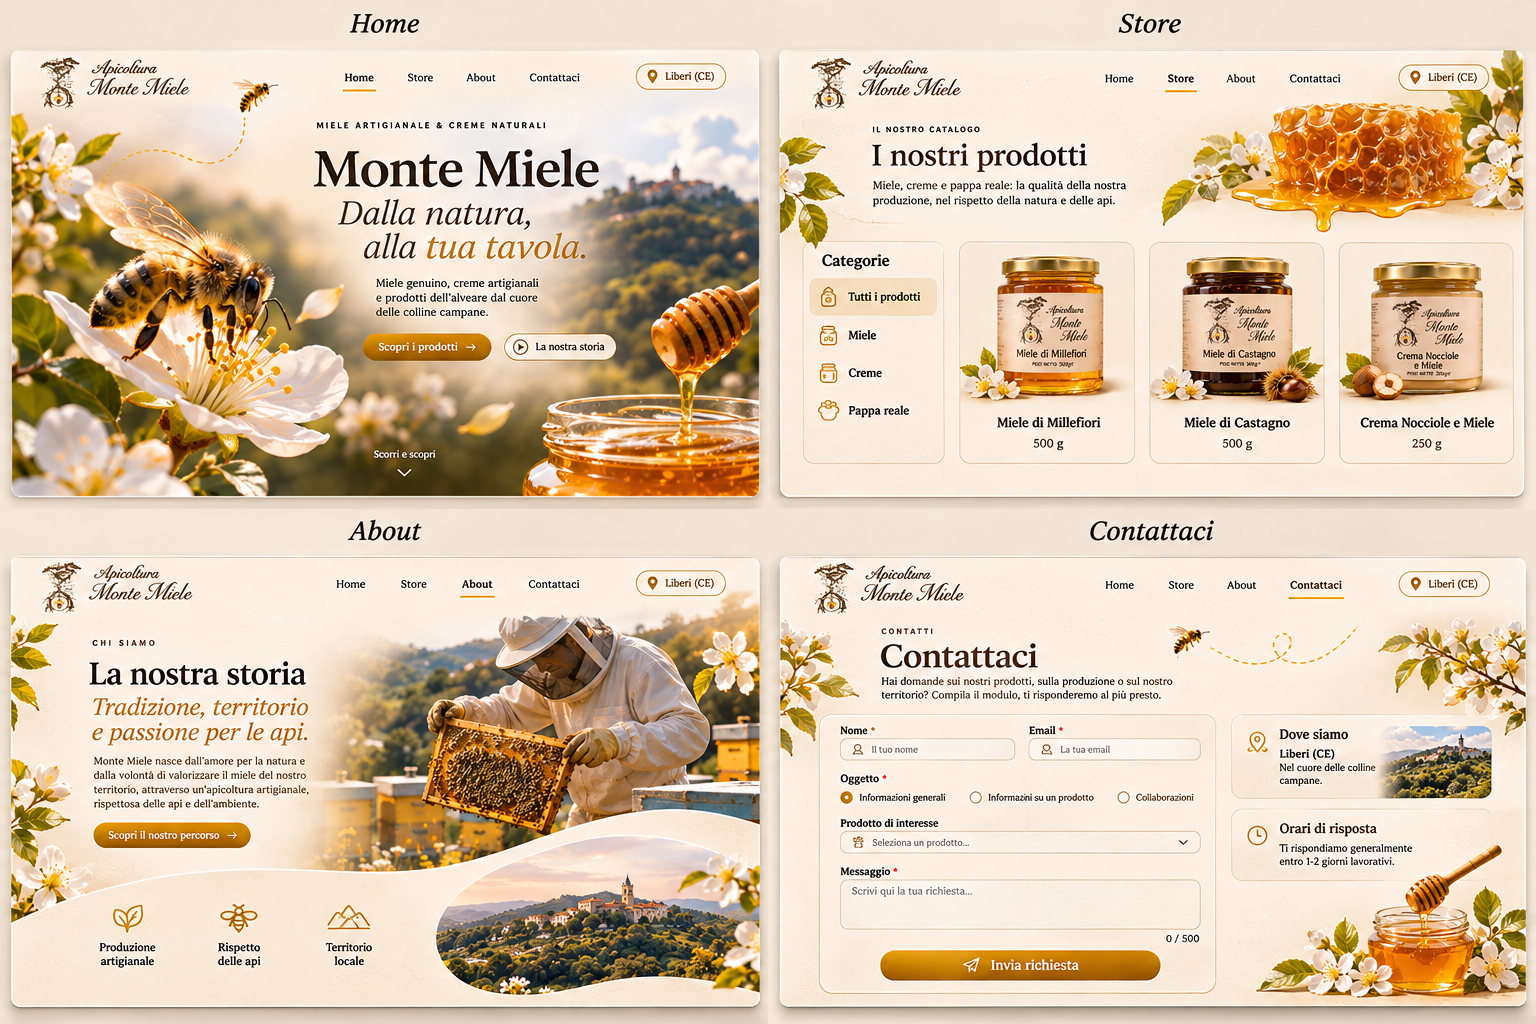 Home
Apicoltura
Monte Miele
Home Store About Contattaci
Liberi (CE)
MIELE ARTIGIANALE & CREME NATURALI
Monte Miele
Dalla natura,
alla tua tavola.
Miele genuino, creme artigianali
e prodotti dell'alveare dal cuore
delle colline campane.
Scopri i prodotti →
La nostra storia
Scorri e scopri
Store
Apicoltura
Monte Miele
Home Store About Contattaci
Liberi (CE)
IL NOSTRO CATALOGO
I nostri prodotti
Miele, creme e pappa reale: la qualità della nostra
produzione, nel rispetto della natura e delle api.
Categorie
Tutti i prodotti
Miele
Creme
Pappa reale
Apicoltura
Monte
Miele
Miele di Millefiori
Miele di Millefiori
500 g
Apicoltura
Monte
Miele
Miele di Castagno
Miele di Castagno
500 g
Apicoltura
Monte
Miele
Crema Nocciole
e Miele
Crema Nocciole e Miele
250 g
About
Apicoltura
Monte Miele
Home Store About Contattaci
Liberi (CE)
CHI SIAMO
La nostra storia
Tradizione, territorio
e passione per le api.
Monte Miele nasce dall'amore per la natura e
dalla volontà di valorizzare il miele del nostro
territorio, attraverso un'apicoltura artigianale,
rispettosa delle api e dell'ambiente.
Scopri il nostro percorso →
Produzione
artigianale
Rispetto
delle api
Territorio
locale
Contattaci
Apicoltura
Monte Miele
Home Store About Contattaci
Liberi (CE)
CONTATTI
Contattaci
Hai domande sui nostri prodotti, sulla produzione o sul nostro
territorio? Compila il modulo, ti risponderemo al più presto.
Nome * Email *
Il tuo nome La tua email
Oggetto *
Informazioni generali Informazini su un prodotto Collaborazioni
Prodotto di interesse
Seleziona un prodotto...
Messaggio *
Scrivi qui la tua richiesta...
0 / 500
Invia richiesta
Dove siamo
Liberi (CE)
Nel cuore delle colline
campane.
Orari di risposta
Ti rispondiamo generalmente
entro 1-2 giorni lavorativi.